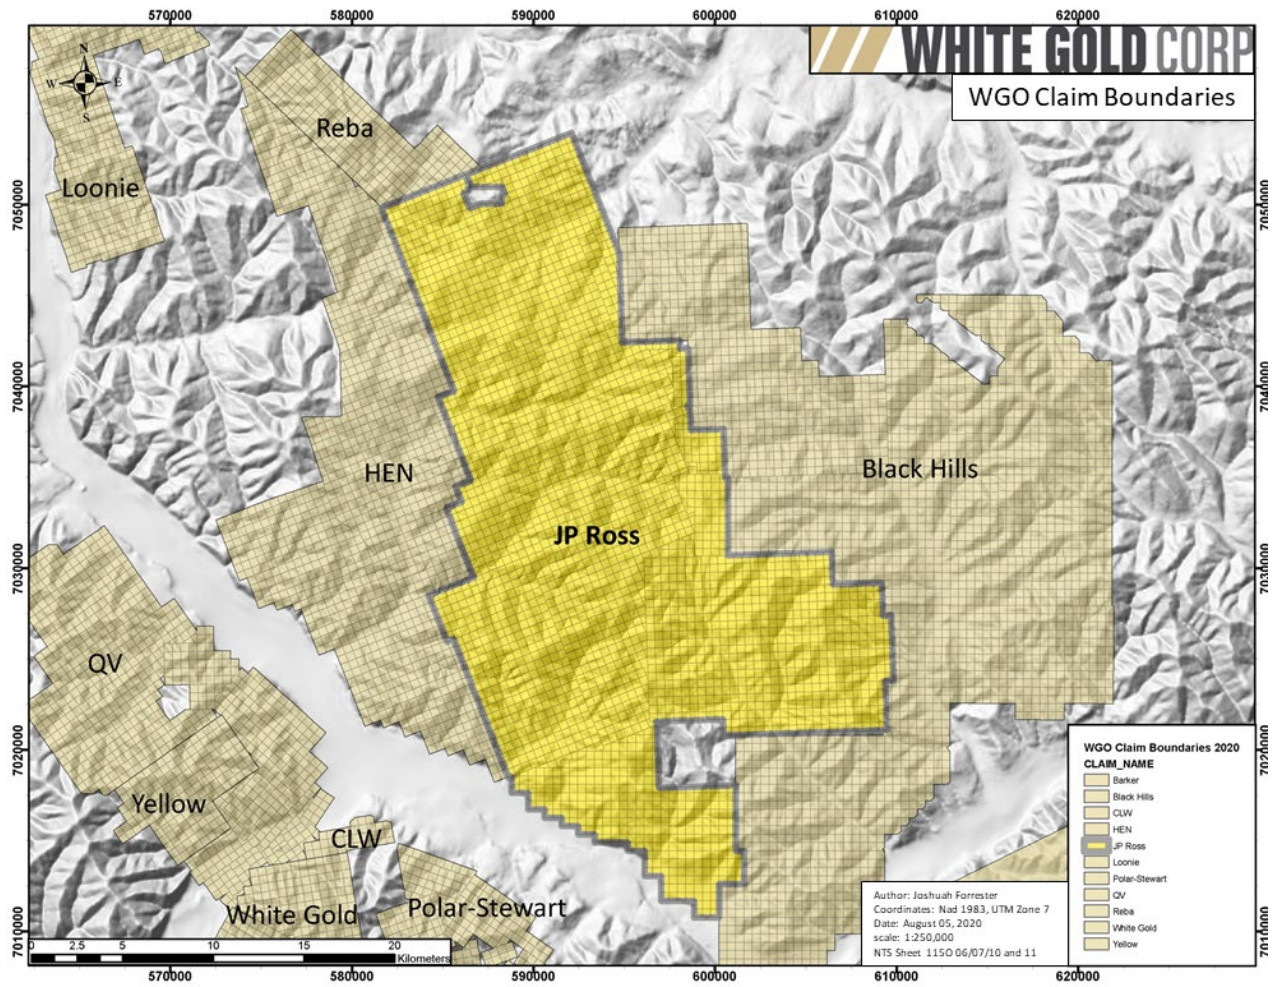 570000 580000 590000 600000 610000 620000
WHITE GOLD CORP
WGO Claim Boundaries
N
W E
S
Reba
Loonie
7050000 7050000
7040000 7040000
HEN
Black Hills
JP Ross
7030000 7030000
QV
7020000 7020000
Yellow
CLW
White Gold
Polar-Stewart
7010000 7010000
WGO Claim Boundaries 2020
CLAIM_NAME
Barker
Black Hills
CLW
HEN
JP Ross
Loonie
Polar-Stewart
QV
Reba
White Gold
Yellow
Author: Joshuah Forrester
Coordinates: Nad 1983, UTM Zone 7
Date: August 05, 2020
scale: 1:250,000
NTS Sheet 115O 06/07/10 and 11
0 2.5 5 10 15 20
Kilometers
570000 580000 590000 600000 610000 620000